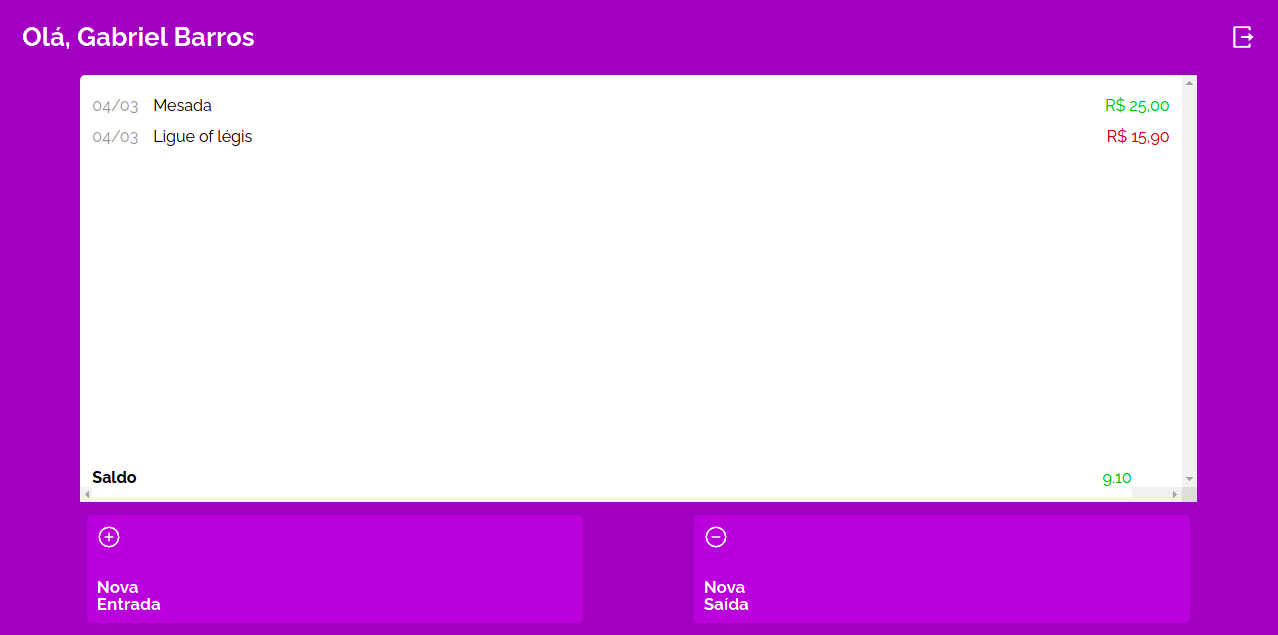 Olá, Gabriel Barros
04/03 Mesada R$ 25,00
04/03 Ligue of légis R$ 15,90
Saldo 9.10
Nova
Entrada
Nova
Saída